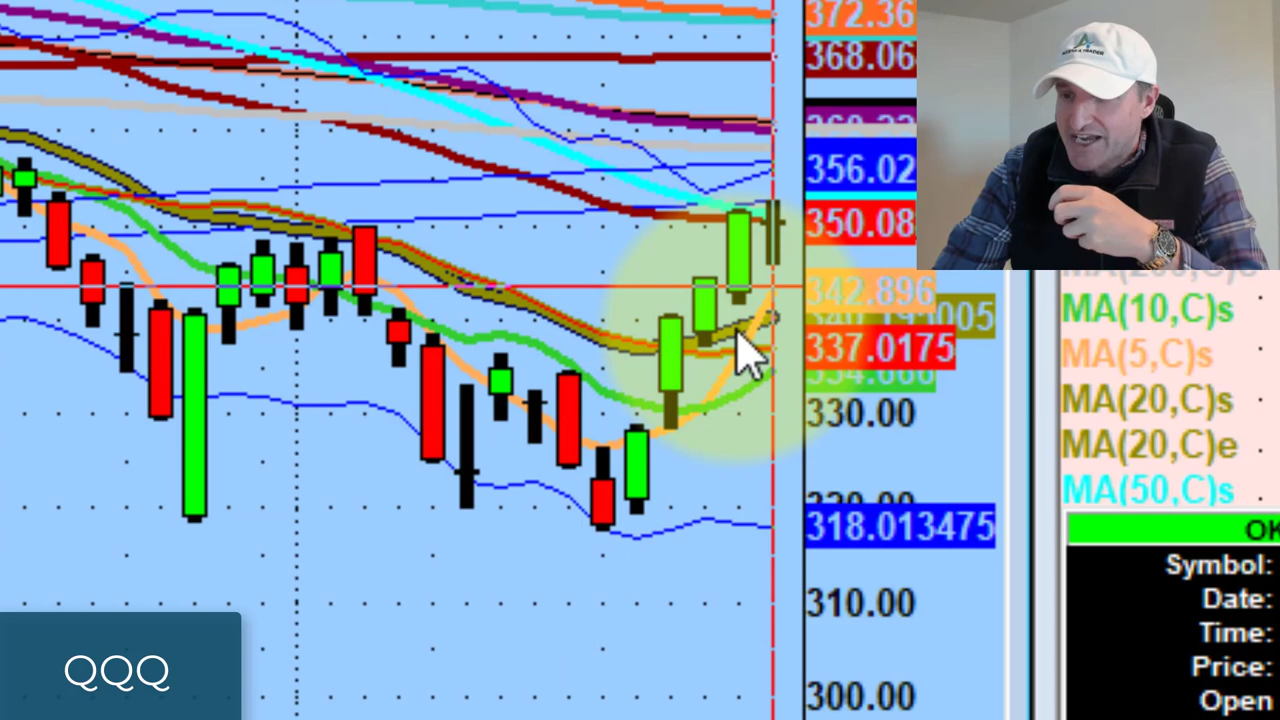 372.36
368.06
356.02
350.08
342.896
337.0175
330.00
318.013475
310.00
300.00
MA(10,C)s
MA(5,C)s
MA(20,C)s
MA(20,C)e
MA(50,C)s
OK
Symbol:
Date:
Time:
Price:
Open
QQQ